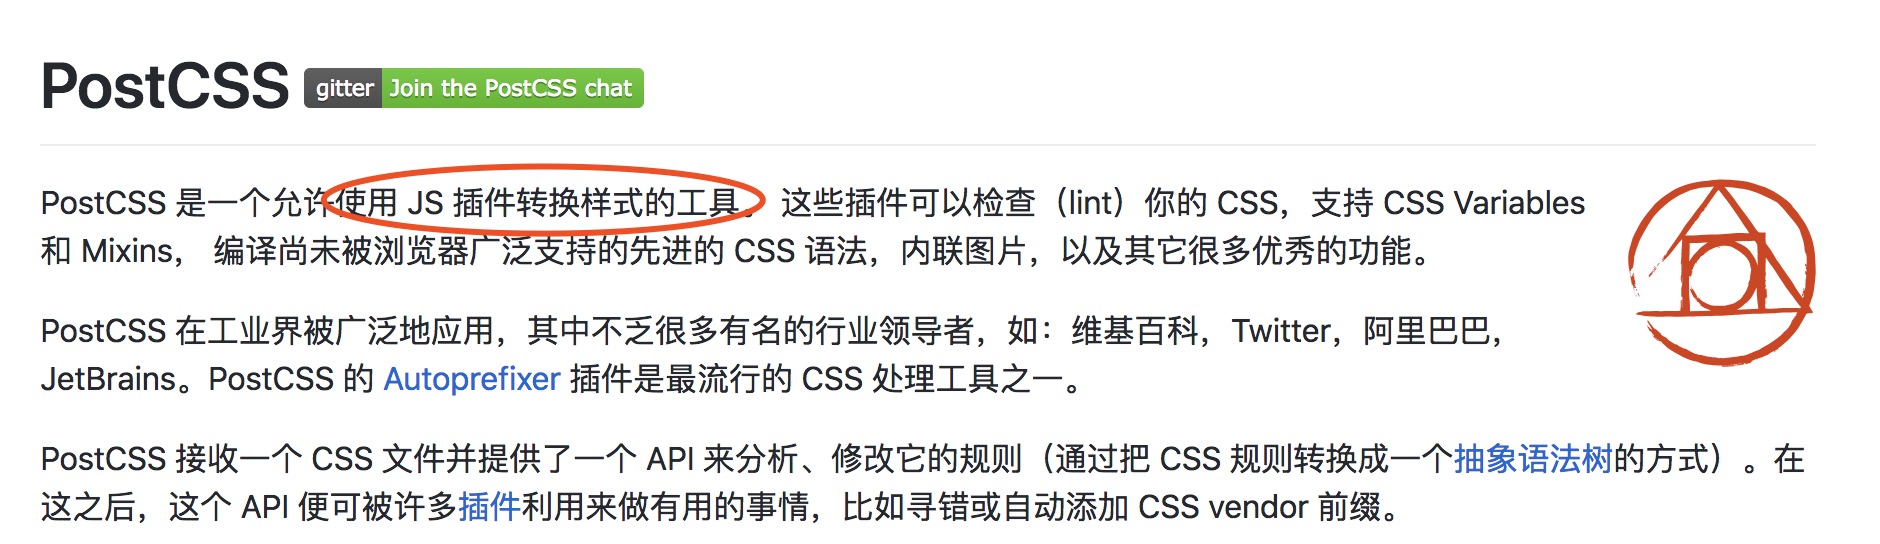 PostCSS gitter Join the PostCSS chat
PostCSS 是一个允许使用 JS 插件转换样式的工具。 这些插件可以检查（lint）你的 CSS，支持 CSS Variables
和 Mixins， 编译尚未被浏览器广泛支持的先进的 CSS 语法，内联图片，以及其它很多优秀的功能。
PostCSS 在工业界被广泛地应用，其中不乏很多有名的行业领导者，如：维基百科，Twitter，阿里巴巴，
JetBrains。PostCSS 的 Autoprefixer 插件是最流行的 CSS 处理工具之一。
PostCSS 接收一个 CSS 文件并提供了一个 API 来分析、修改它的规则（通过把 CSS 规则转换成一个抽象语法树的方式）。在
这之后，这个 API 便可被许多插件利用来做有用的事情，比如寻错或自动添加 CSS vendor 前缀。